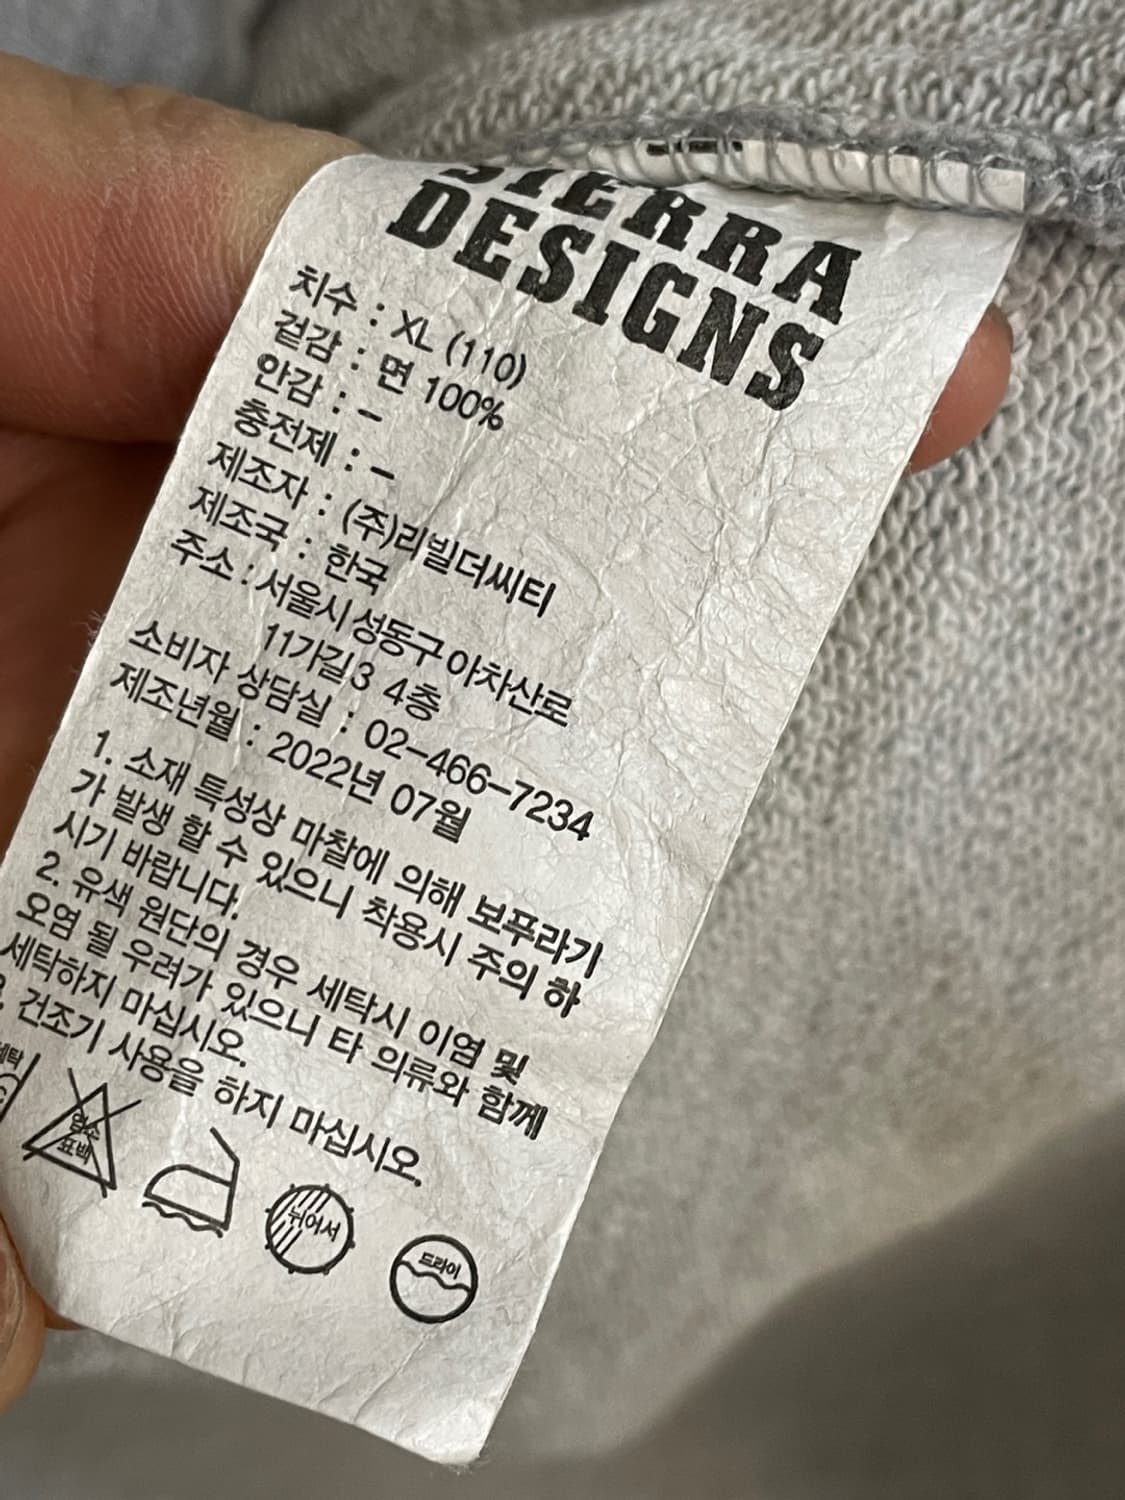 SIERRA
DESIGNS
치수 : XL (110)
겉감 : 면 100%
안감 : –
충전제 : –
제조자 : (주)리빌더씨티
제조국 : 한국
주소 : 서울시 성동구 아차산로
11가길3 4층
소비자 상담실 : 02-466-7234
제조년월 : 2022년 07월
1. 소재 특성상 마찰에 의해 보푸라기
가 발생 할 수 있으니 착용시 주의 하
시기 바랍니다.
2. 유색 원단의 경우 세탁시 이염 및
오염 될 우려가 있으니 타 의류와 함께
세탁하지 마십시오.
3. 건조기 사용을 하지 마십시오.
염소
표백
뉘어서
드라이